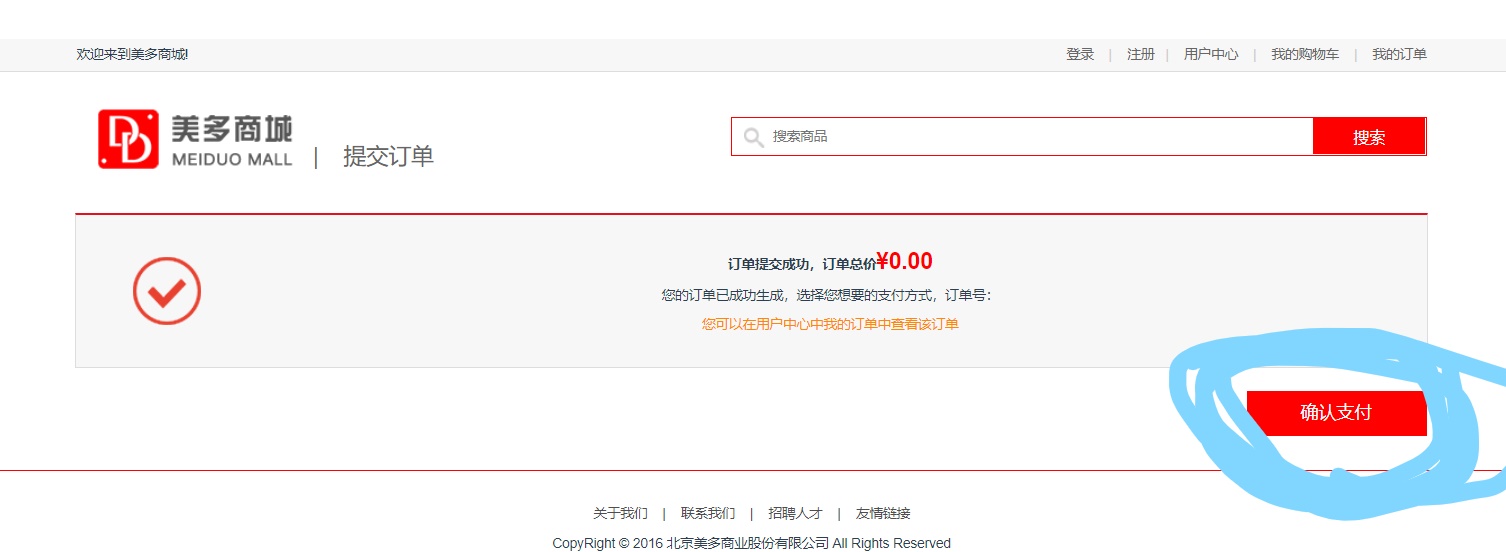 欢迎来到美多商城!
登录 | 注册 | 用户中心 | 我的购物车 | 我的订单
DD 美多商城
MEIDUO MALL | 提交订单
搜索商品 搜索
订单提交成功，订单总价¥0.00
您的订单已成功生成，选择您想要的支付方式，订单号：
您可以在用户中心中我的订单中查看该订单
确认支付
关于我们 | 联系我们 | 招聘人才 | 友情链接
CopyRight © 2016 北京美多商业股份有限公司 All Rights Reserved